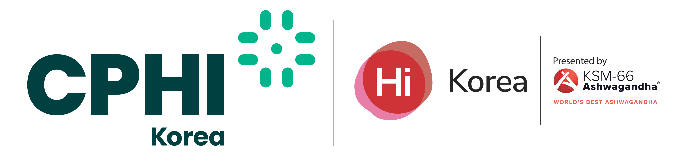 CPHI
Korea
Hi Korea
Presented by
KSM-66
Ashwagandha®
WORLD'S BEST ASHWAGANDHA